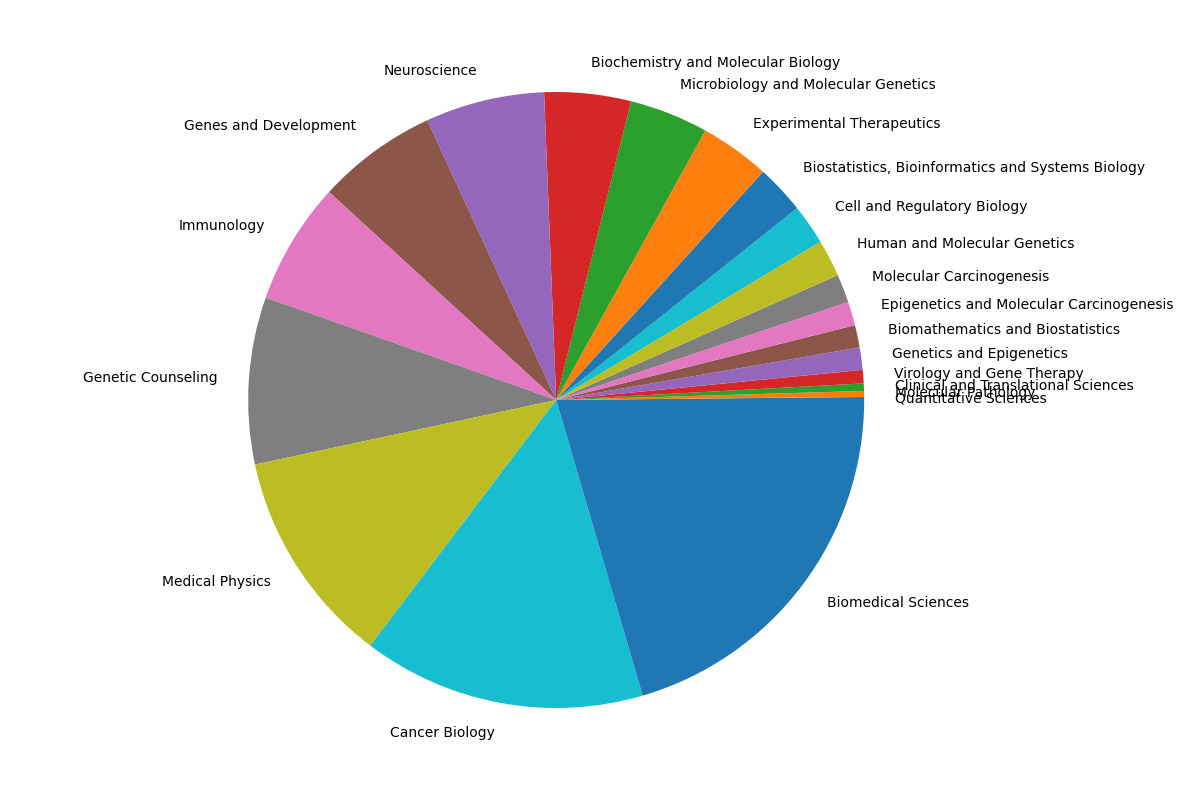 Biochemistry and Molecular Biology
Neuroscience
Microbiology and Molecular Genetics
Experimental Therapeutics
Genes and Development
Biostatistics, Bioinformatics and Systems Biology
Cell and Regulatory Biology
Immunology
Human and Molecular Genetics
Molecular Carcinogenesis
Epigenetics and Molecular Carcinogenesis
Biomathematics and Biostatistics
Genetics and Epigenetics
Virology and Gene Therapy
Genetic Counseling
Clinical and Translational Sciences
Molecular Pathology
Quantitative Sciences
Medical Physics
Biomedical Sciences
Cancer Biology